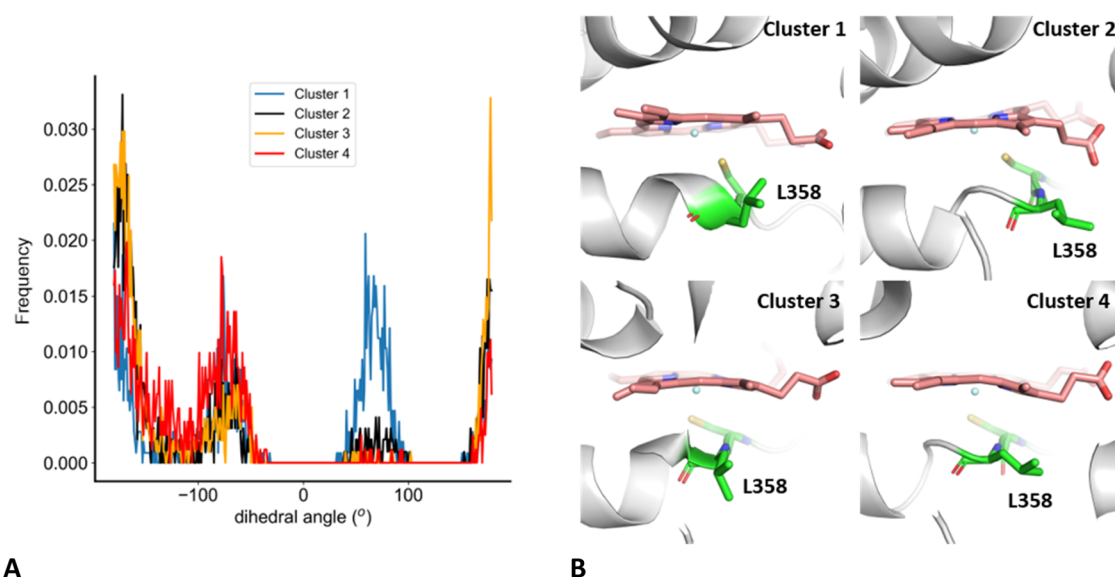 Cluster 1
Cluster 2
Cluster 3
Cluster 4
0.030
0.025
0.020
0.015
0.010
0.005
0.000
Frequency
−100
0
100
dihedral angle (°)
A
Cluster 1
L358
Cluster 2
L358
Cluster 3
L358
Cluster 4
L358
B